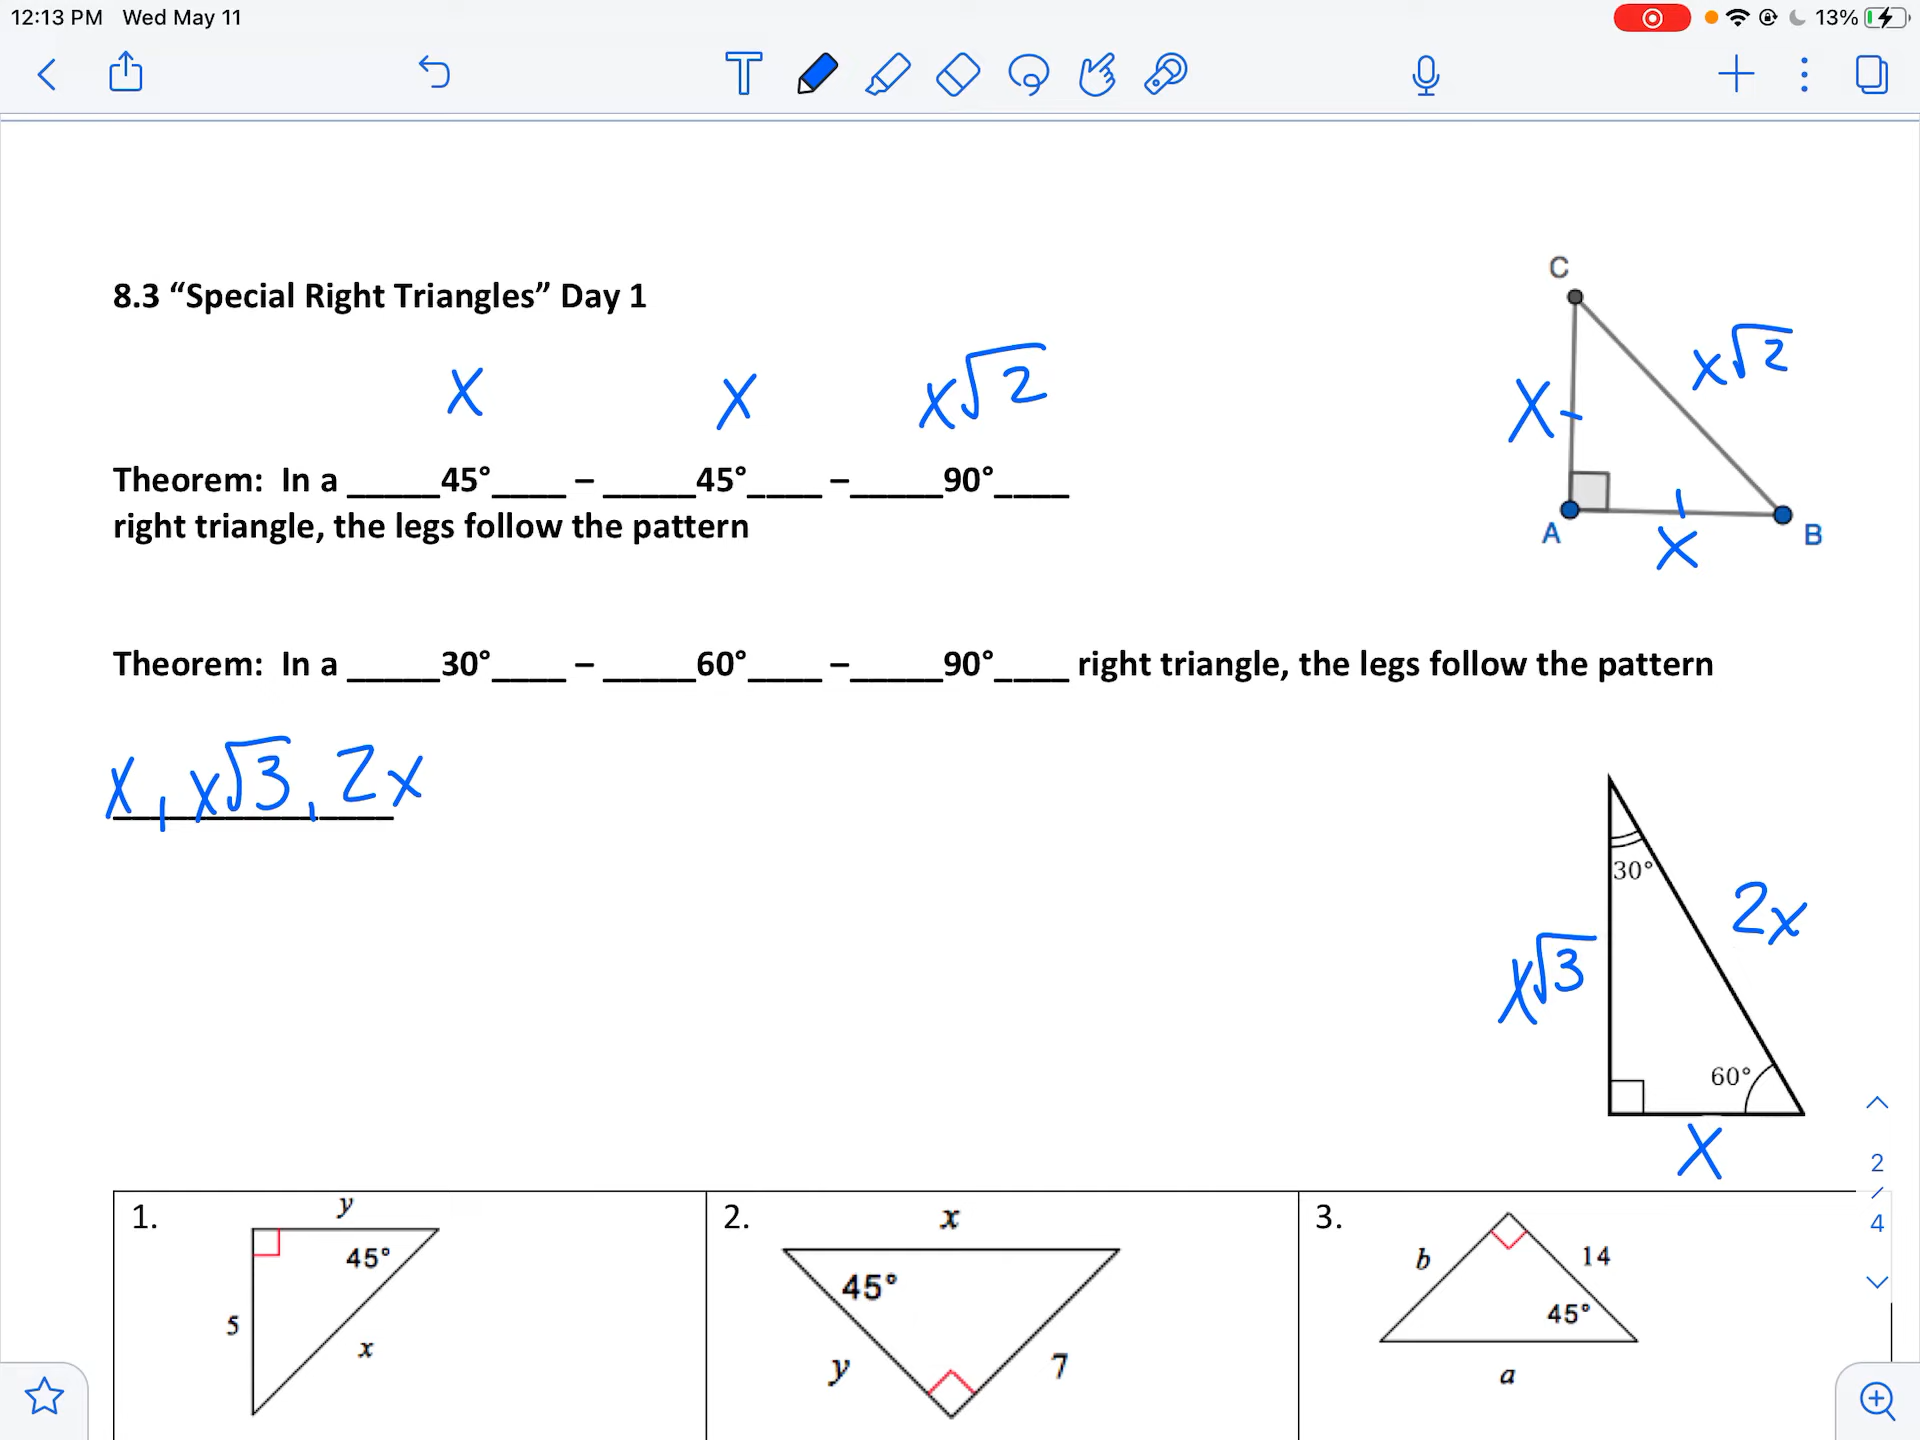 12:13 PM Wed May 11
13%
T
8.3 “Special Right Triangles” Day 1
x x x√2
Theorem: In a _____45°____ – _____45°____ –_____90°____
right triangle, the legs follow the pattern
C
x
x√2
A
x
B
Theorem: In a _____30°____ – _____60°____ –_____90°____ right triangle, the legs follow the pattern
x, x√3, 2x
30°
2x
x√3
60°
x
2
/
4
1.
y
45°
5
x
2.
x
45°
y
7
3.
b
14
45°
a